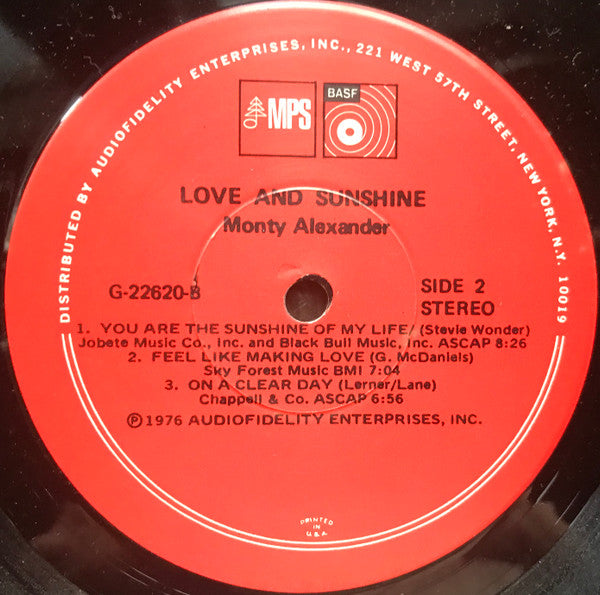 DISTRIBUTED BY AUDIOFIDELITY ENTERPRISES, INC., 221 WEST 57TH STREET, NEW YORK, N.Y. 10019
MPS
BASF
LOVE AND SUNSHINE
Monty Alexander
G-22620-B
SIDE 2
STEREO
1. YOU ARE THE SUNSHINE OF MY LIFE (Stevie Wonder)
Jobete Music Co., Inc. and Black Bull Music, Inc. ASCAP 8:26
2. FEEL LIKE MAKING LOVE (G. McDaniels)
Sky Forest Music BMI 7:04
3. ON A CLEAR DAY (Lerner/Lane)
Chappell & Co. ASCAP 6:56
℗ 1976 AUDIOFIDELITY ENTERPRISES, INC.
PRINTED
IN
U.S.A.